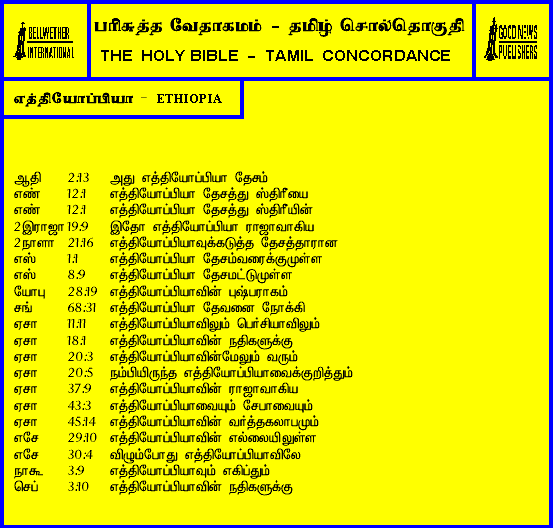 BELLWETHER
INTERNATIONAL
பரிசுத்த வேதாகமம் - தமிழ் சொல்தொகுதி
THE HOLY BIBLE - TAMIL CONCORDANCE
GOOD NEWS
PUBLISHERS
எத்தியோப்பியா - ETHIOPIA
ஆதி 2:13 அது எத்தியோப்பியா தேசம்
எண் 12:1 எத்தியோப்பியா தேசத்து ஸ்திரீயை
எண் 12:1 எத்தியோப்பியா தேசத்து ஸ்திரீயின்
2இராஜா 19:9 இதோ எத்தியோப்பியா ராஜாவாகிய
2நாளா 21:16 எத்தியோப்பியாவுக்கடுத்த தேசத்தாரான
எஸ் 1:1 எத்தியோப்பியா தேசம்வரைக்குமுள்ள
எஸ் 8:9 எத்தியோப்பியா தேசமட்டுமுள்ள
யோபு 28:19 எத்தியோப்பியாவின் புஷ்பராகம்
சங் 68:31 எத்தியோப்பியா தேவனை நோக்கி
ஏசா 11:11 எத்தியோப்பியாவிலும் பெர்சியாவிலும்
ஏசா 18:1 எத்தியோப்பியாவின் நதிகளுக்கு
ஏசா 20:3 எத்தியோப்பியாவின்மேலும் வரும்
ஏசா 20:5 நம்பியிருந்த எத்தியோப்பியாவைக்குறித்தும்
ஏசா 37:9 எத்தியோப்பியாவின் ராஜாவாகிய
ஏசா 43:3 எத்தியோப்பியாவையும் சேபாவையும்
ஏசா 45:14 எத்தியோப்பியாவின் வர்த்தகலாபமும்
எசே 29:10 எத்தியோப்பியாவின் எல்லையிலுள்ள
எசே 30:4 விழும்போது எத்தியோப்பியாவிலே
நாகூ 3:9 எத்தியோப்பியாவும் எகிப்தும்
செப் 3:10 எத்தியோப்பியாவின் நதிகளுக்கு